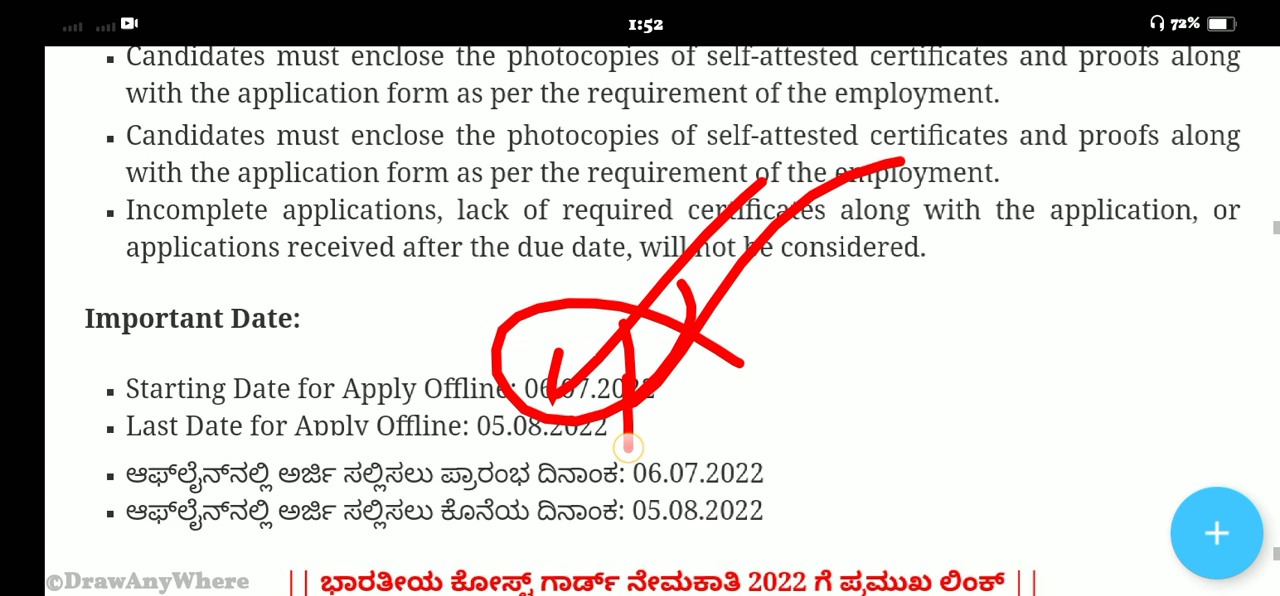 1:52
72%
Candidates must enclose the photocopies of self-attested certificates and proofs along
with the application form as per the requirement of the employment.
Candidates must enclose the photocopies of self-attested certificates and proofs along
with the application form as per the requirement of the employment.
Incomplete applications, lack of required certificates along with the application, or
applications received after the due date, will not be considered.
Important Date:
Starting Date for Apply Offline: 06.07.2022
Last Date for Apply Offline: 05.08.2022
ಆಫ್‌ಲೈನ್‌ನಲ್ಲಿ ಅರ್ಜಿ ಸಲ್ಲಿಸಲು ಪ್ರಾರಂಭ ದಿನಾಂಕ: 06.07.2022
ಆಫ್‌ಲೈನ್‌ನಲ್ಲಿ ಅರ್ಜಿ ಸಲ್ಲಿಸಲು ಕೊನೆಯ ದಿನಾಂಕ: 05.08.2022
©DrawAnyWhere || ಭಾರತೀಯ ಕೋಸ್ಟ್ ಗಾರ್ಡ್ ನೇಮಕಾತಿ 2022 ಗೆ ಪ್ರಮುಖ ಲಿಂಕ್ ||